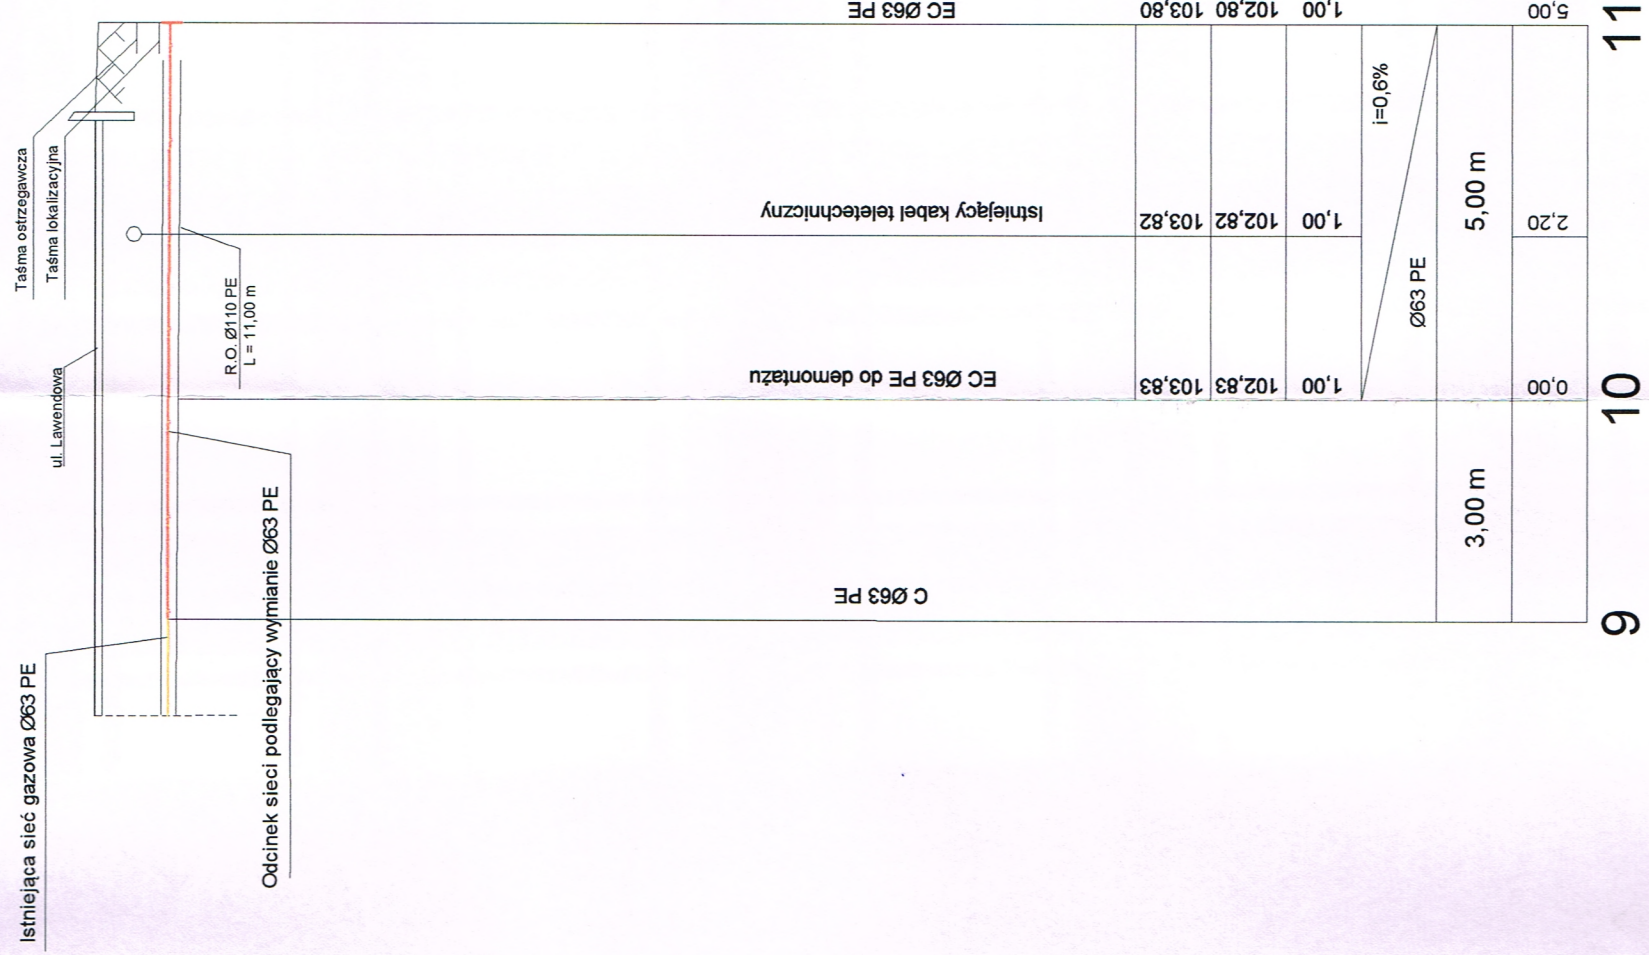 Istniejąca sieć gazowa Ø63 PE
ul. Lawendowa
Taśma ostrzegawcza
Taśma lokalizacyjna
R.O. Ø110 PE
L = 11,00 m
Odcinek sieci podlegający wymianie Ø63 PE
C Ø63 PE
EC Ø63 PE do demontażu
Istniejący kabel teletechniczny
EC Ø63 PE
103,83
103,82
103,80
102,83
102,82
102,80
1,00
1,00
1,00
i=0,6%
Ø63 PE
3,00 m
5,00 m
0,00
2,20
5,00
9
10
11